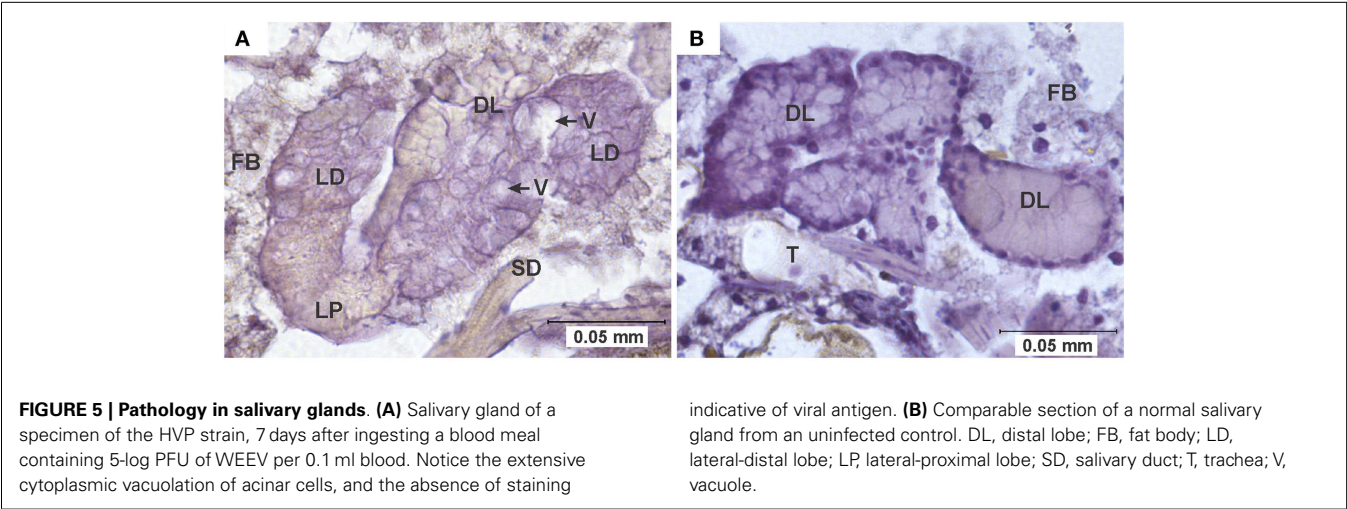 A
DL
V
FB
LD
LD
V
SD
LP
0.05 mm
B
FB
DL
DL
T
0.05 mm
FIGURE 5 | Pathology in salivary glands. (A) Salivary gland of a
specimen of the HVP strain, 7 days after ingesting a blood meal
containing 5-log PFU of WEEV per 0.1 ml blood. Notice the extensive
cytoplasmic vacuolation of acinar cells, and the absence of staining
indicative of viral antigen. (B) Comparable section of a normal salivary
gland from an uninfected control. DL, distal lobe; FB, fat body; LD,
lateral-distal lobe; LP, lateral-proximal lobe; SD, salivary duct; T, trachea; V,
vacuole.